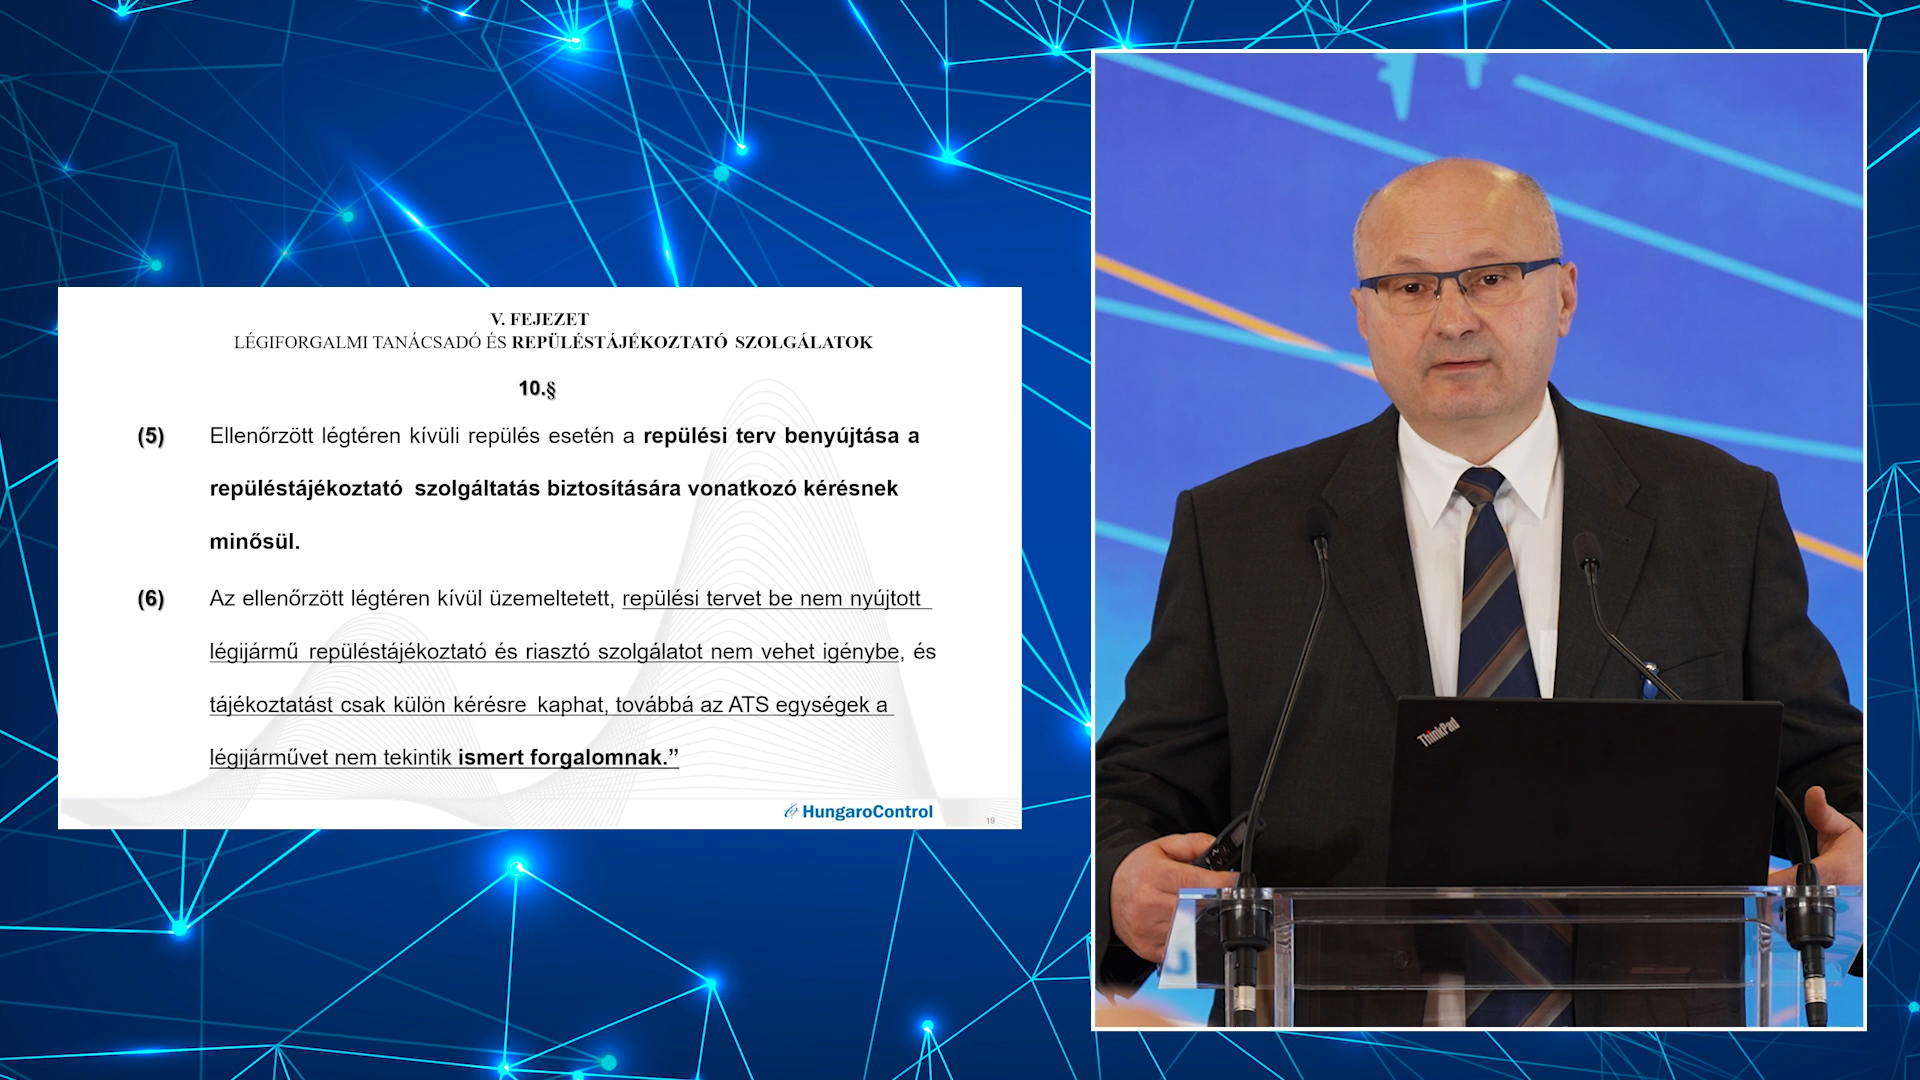 V. FEJEZET
LÉGIFORGALMI TANÁCSADÓ ÉS REPÜLÉSTÁJÉKOZTATÓ SZOLGÁLATOK
10.§
(5) Ellenőrzött légtéren kívüli repülés esetén a repülési terv benyújtása a
repüléstájékoztató szolgáltatás biztosítására vonatkozó kérésnek
minősül.
(6) Az ellenőrzött légtéren kívül üzemeltetett, repülési tervet be nem nyújtott
légijármű repüléstájékoztató és riasztó szolgálatot nem vehet igénybe, és
tájékoztatást csak külön kérésre kaphat, továbbá az ATS egységek a
légijárművet nem tekintik ismert forgalomnak.”
HungaroControl
19
ThinkPad